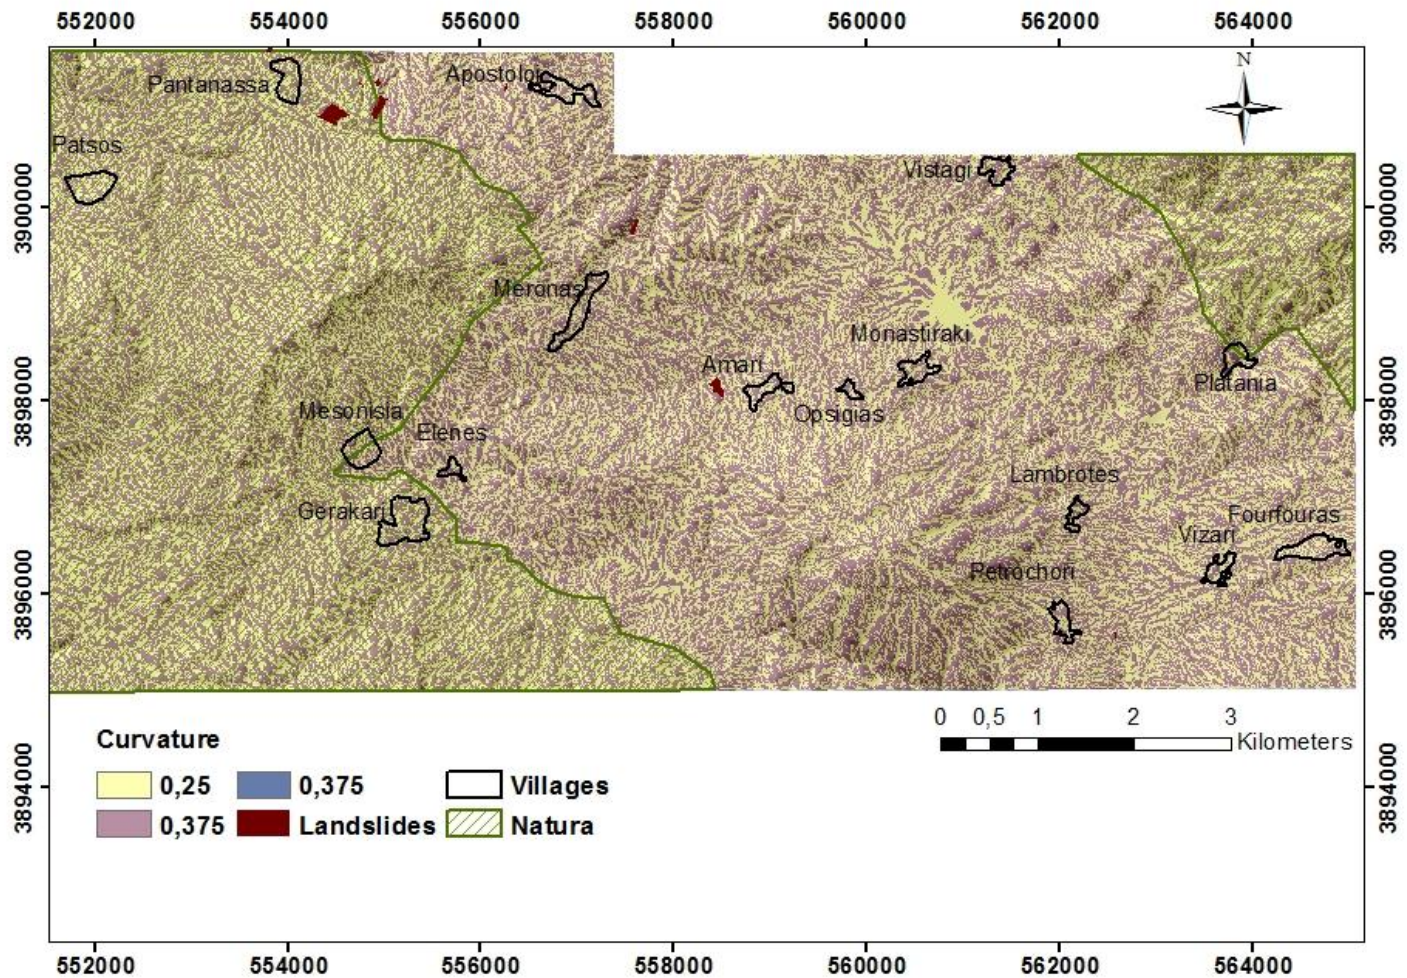 552000 554000 556000 558000 560000 562000 564000
N
Pantanassa
Apostoloi
Patsos
Vistagi
3900000
3900000
Meronas
Monastiraki
Amari
Platania
3898000
3898000
Opsigias
Mesonisia
Elenes
Lambrotes
Gerakari
Fourfouras
Vizari
Petrochori
3896000
3896000
0 0,5 1 2 3
Kilometers
Curvature
0,25 0,375 Villages
0,375 Landslides Natura
3894000
3894000
552000 554000 556000 558000 560000 562000 564000